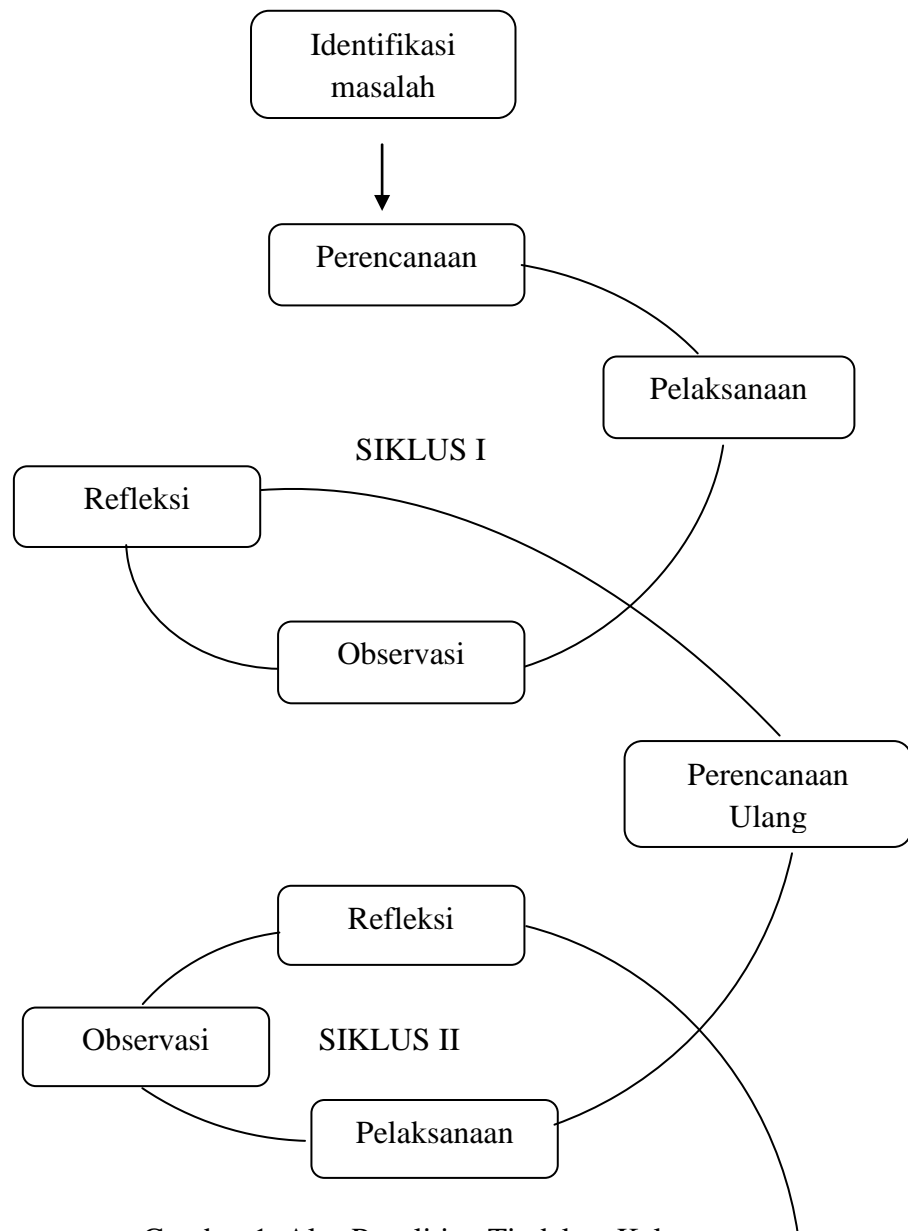 Identifikasi
masalah
Perencanaan
Pelaksanaan
SIKLUS I
Refleksi
Observasi
Perencanaan
Ulang
Refleksi
Observasi
SIKLUS II
Pelaksanaan